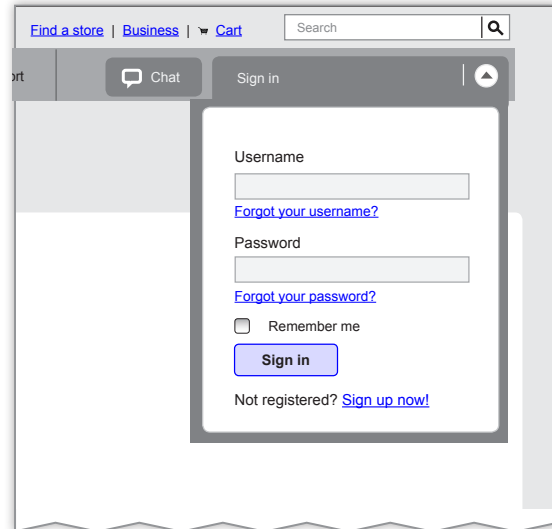 Find a store | Business | Cart
Search
ort
Chat
Sign in
Username
Forgot your username?
Password
Forgot your password?
Remember me
Sign in
Not registered? Sign up now!